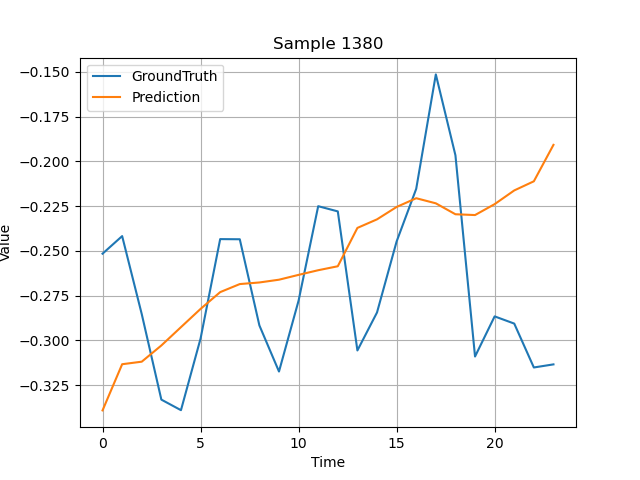 Sample 1380
GroundTruth
Prediction
−0.150
−0.175
−0.200
−0.225
−0.250
−0.275
−0.300
−0.325
Value
0 5 10 15 20
Time